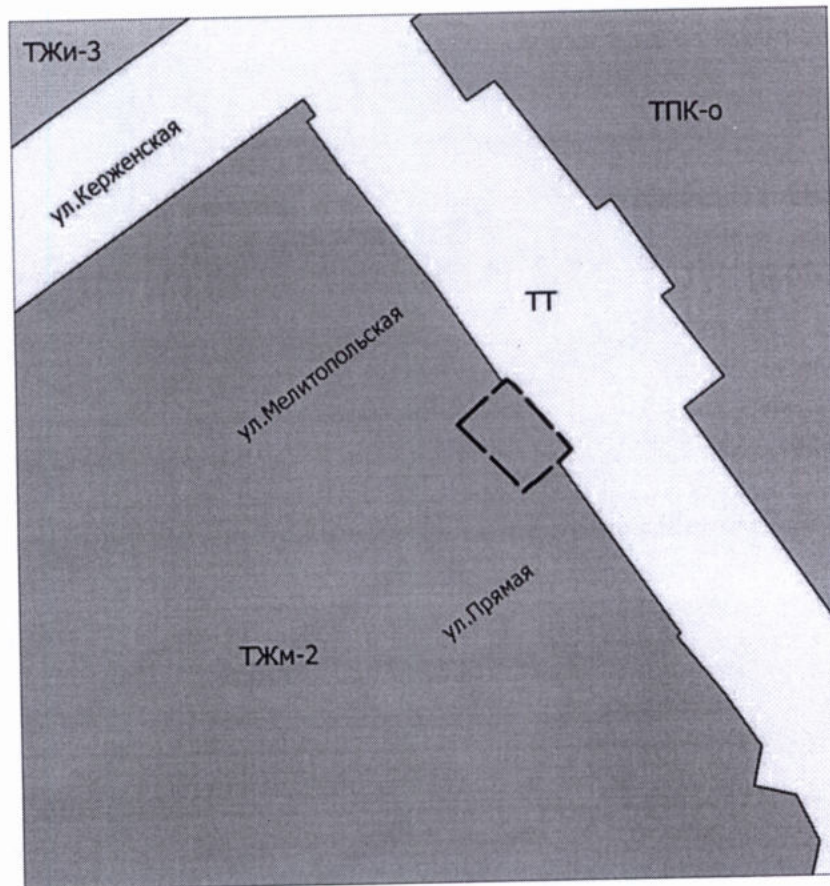 ТЖи-3
ТПК-о
ул.Керженская
ТТ
ул.Мелитопольская
ул.Прямая
ТЖм-2